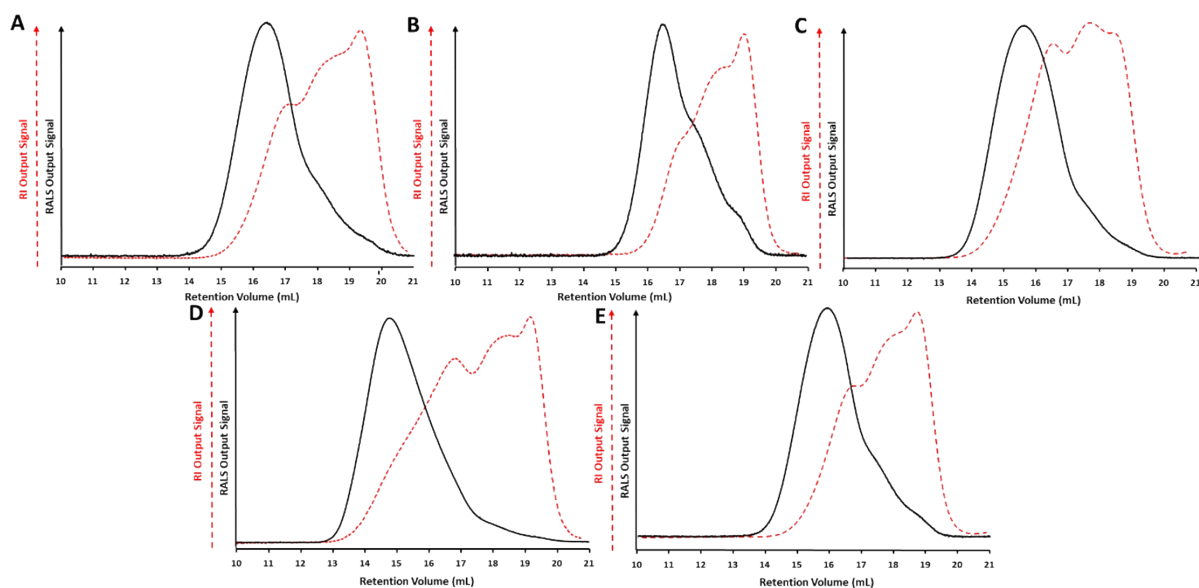 A
RI Output Signal
RALS Output Signal
10 11 12 13 14 15 16 17 18 19 20 21
Retention Volume (mL)
B
RI Output Signal
RALS Output Signal
10 11 12 13 14 15 16 17 18 19 20 21
Retention Volume (mL)
C
RI Output Signal
RALS Output Signal
10 11 12 13 14 15 16 17 18 19 20 21
Retention Volume (mL)
D
RI Output Signal
RALS Output Signal
10 11 12 13 14 15 16 17 18 19 20 21
Retention Volume (mL)
E
RI Output Signal
RALS Output Signal
10 11 12 13 14 15 16 17 18 19 20 21
Retention Volume (mL)